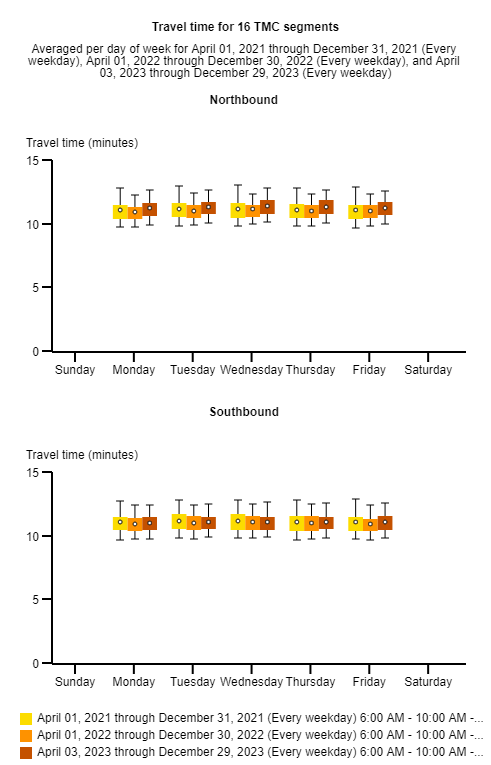 Travel time for 16 TMC segments
Averaged per day of week for April 01, 2021 through December 31, 2021 (Every
weekday), April 01, 2022 through December 30, 2022 (Every weekday), and April
03, 2023 through December 29, 2023 (Every weekday)
Northbound
Travel time (minutes)
15
10
5
0
Sunday Monday Tuesday Wednesday Thursday Friday Saturday
Southbound
Travel time (minutes)
15
10
5
0
Sunday Monday Tuesday Wednesday Thursday Friday Saturday
April 01, 2021 through December 31, 2021 (Every weekday) 6:00 AM - 10:00 AM -...
April 01, 2022 through December 30, 2022 (Every weekday) 6:00 AM - 10:00 AM -...
April 03, 2023 through December 29, 2023 (Every weekday) 6:00 AM - 10:00 AM -...